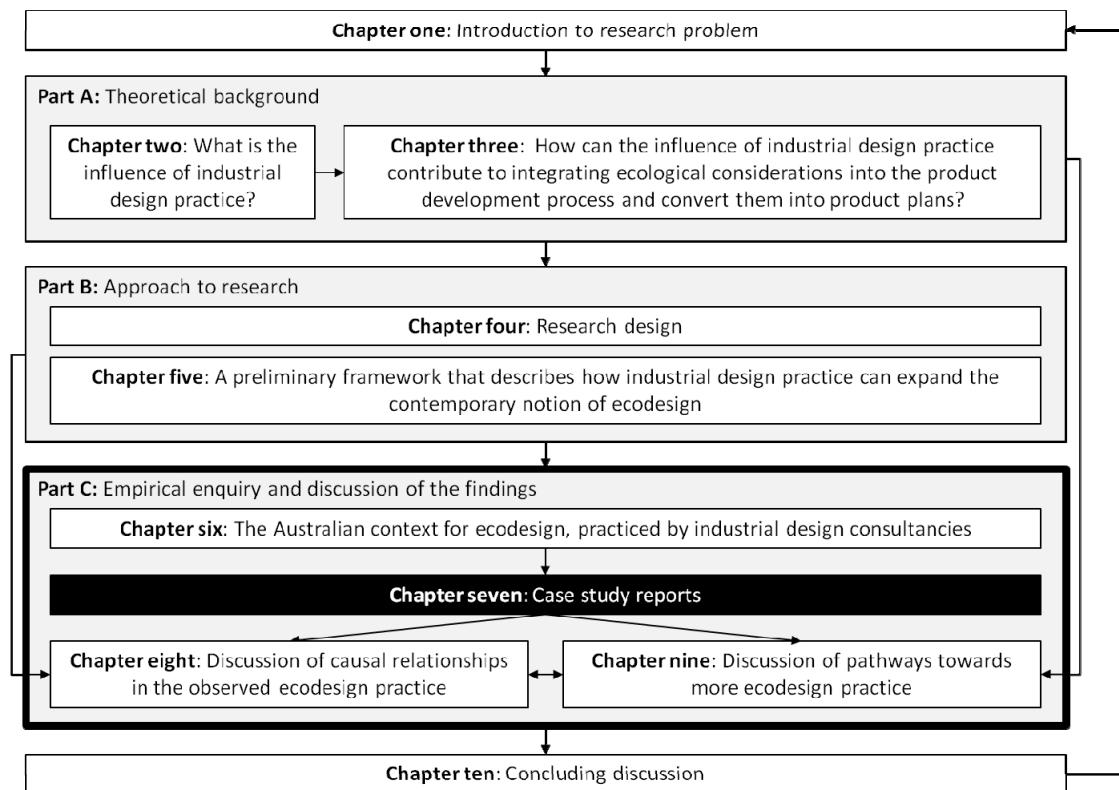 Chapter one: Introduction to research problem
Part A: Theoretical background
Chapter two: What is the
influence of industrial
design practice?
Chapter three:  How can the influence of industrial design practice
contribute to integrating ecological considerations into the product
development process and convert them into product plans?
Part B: Approach to research
Chapter four: Research design
Chapter five: A preliminary framework that describes how industrial design practice can expand the
contemporary notion of ecodesign
Part C: Empirical enquiry and discussion of the findings
Chapter six: The Australian context for ecodesign, practiced by industrial design consultancies
Chapter seven: Case study reports
Chapter eight: Discussion of causal relationships
in the observed ecodesign practice
Chapter nine: Discussion of pathways towards
more ecodesign practice
Chapter ten: Concluding discussion